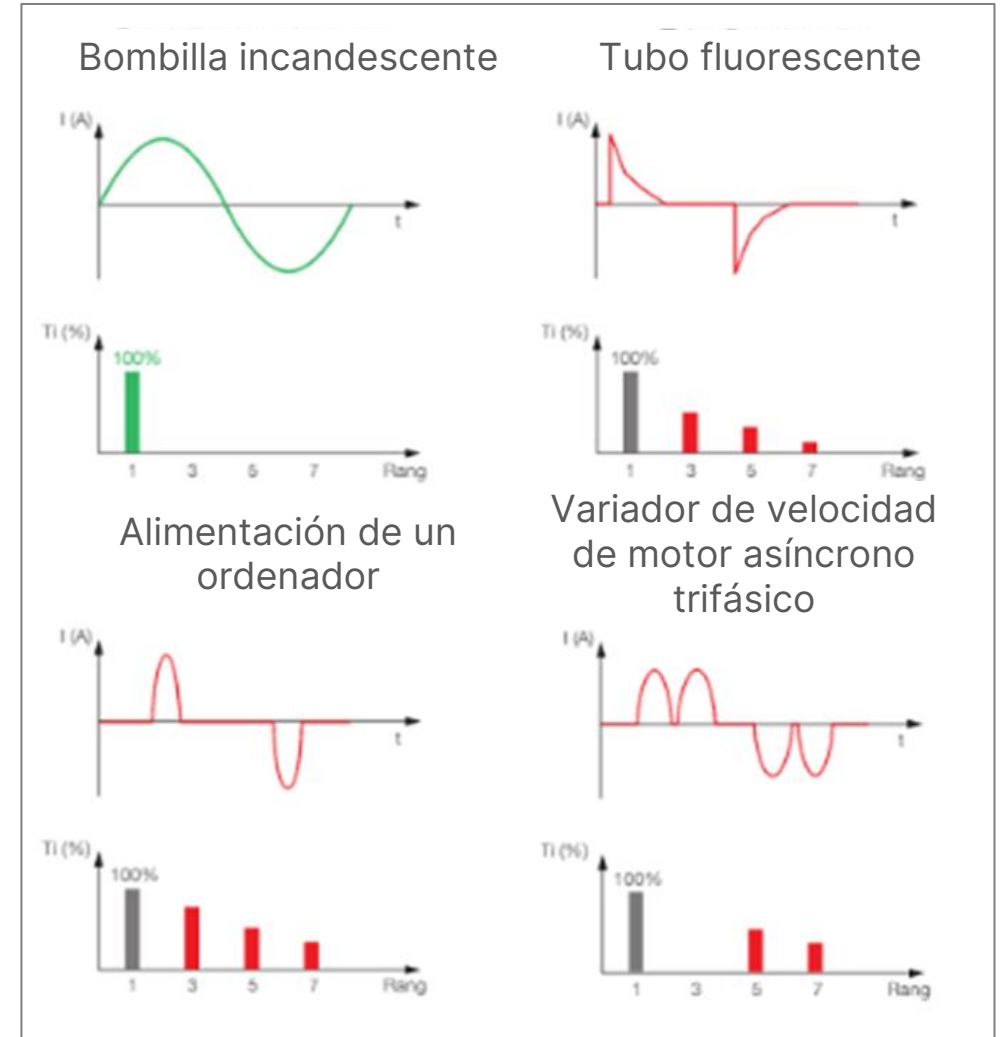 Bombilla incandescente
Tubo fluorescente
I (A)
t
I (A)
t
Ti (%)
100%
1 3 5 7 Rang
Ti (%)
100%
1 3 5 7 Rang
Alimentación de un
ordenador
Variador de velocidad
de motor asíncrono
trifásico
I (A)
t
I (A)
t
Ti (%)
100%
1 3 5 7 Rang
Ti (%)
100%
1 3 5 7 Rang